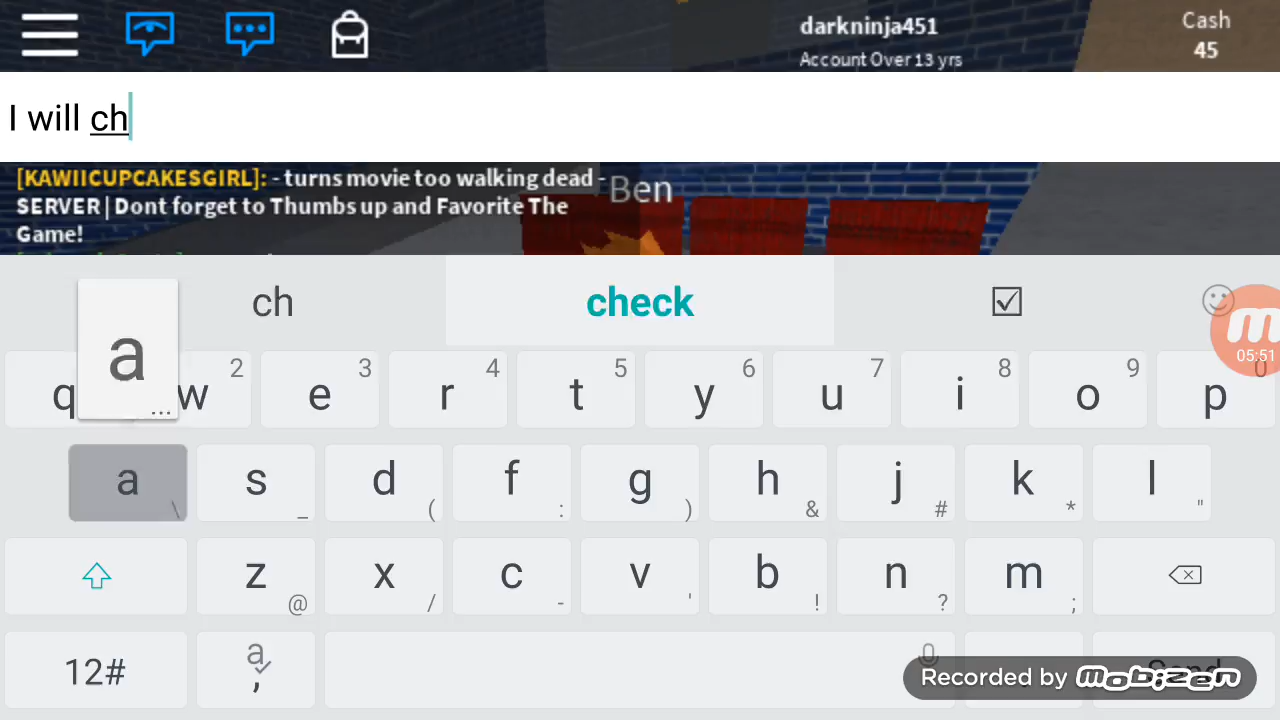 darkninja451
Account Over 13 yrs
Cash
45
I will ch
[KAWIICUPCAKESGIRL]: - turns movie too walking dead -
SERVER | Dont forget to Thumbs up and Favorite The
Game!
Ben
ch check
05:51
q w 2 e 3 r 4 t 5 y 6 u 7 i 8 o 9 p 0
a
a \ s _ d ( f : g ) h & j # k * l "
z @ x / c - v ' b ! n ? m ;
12# a , Send
Recorded by mobizen